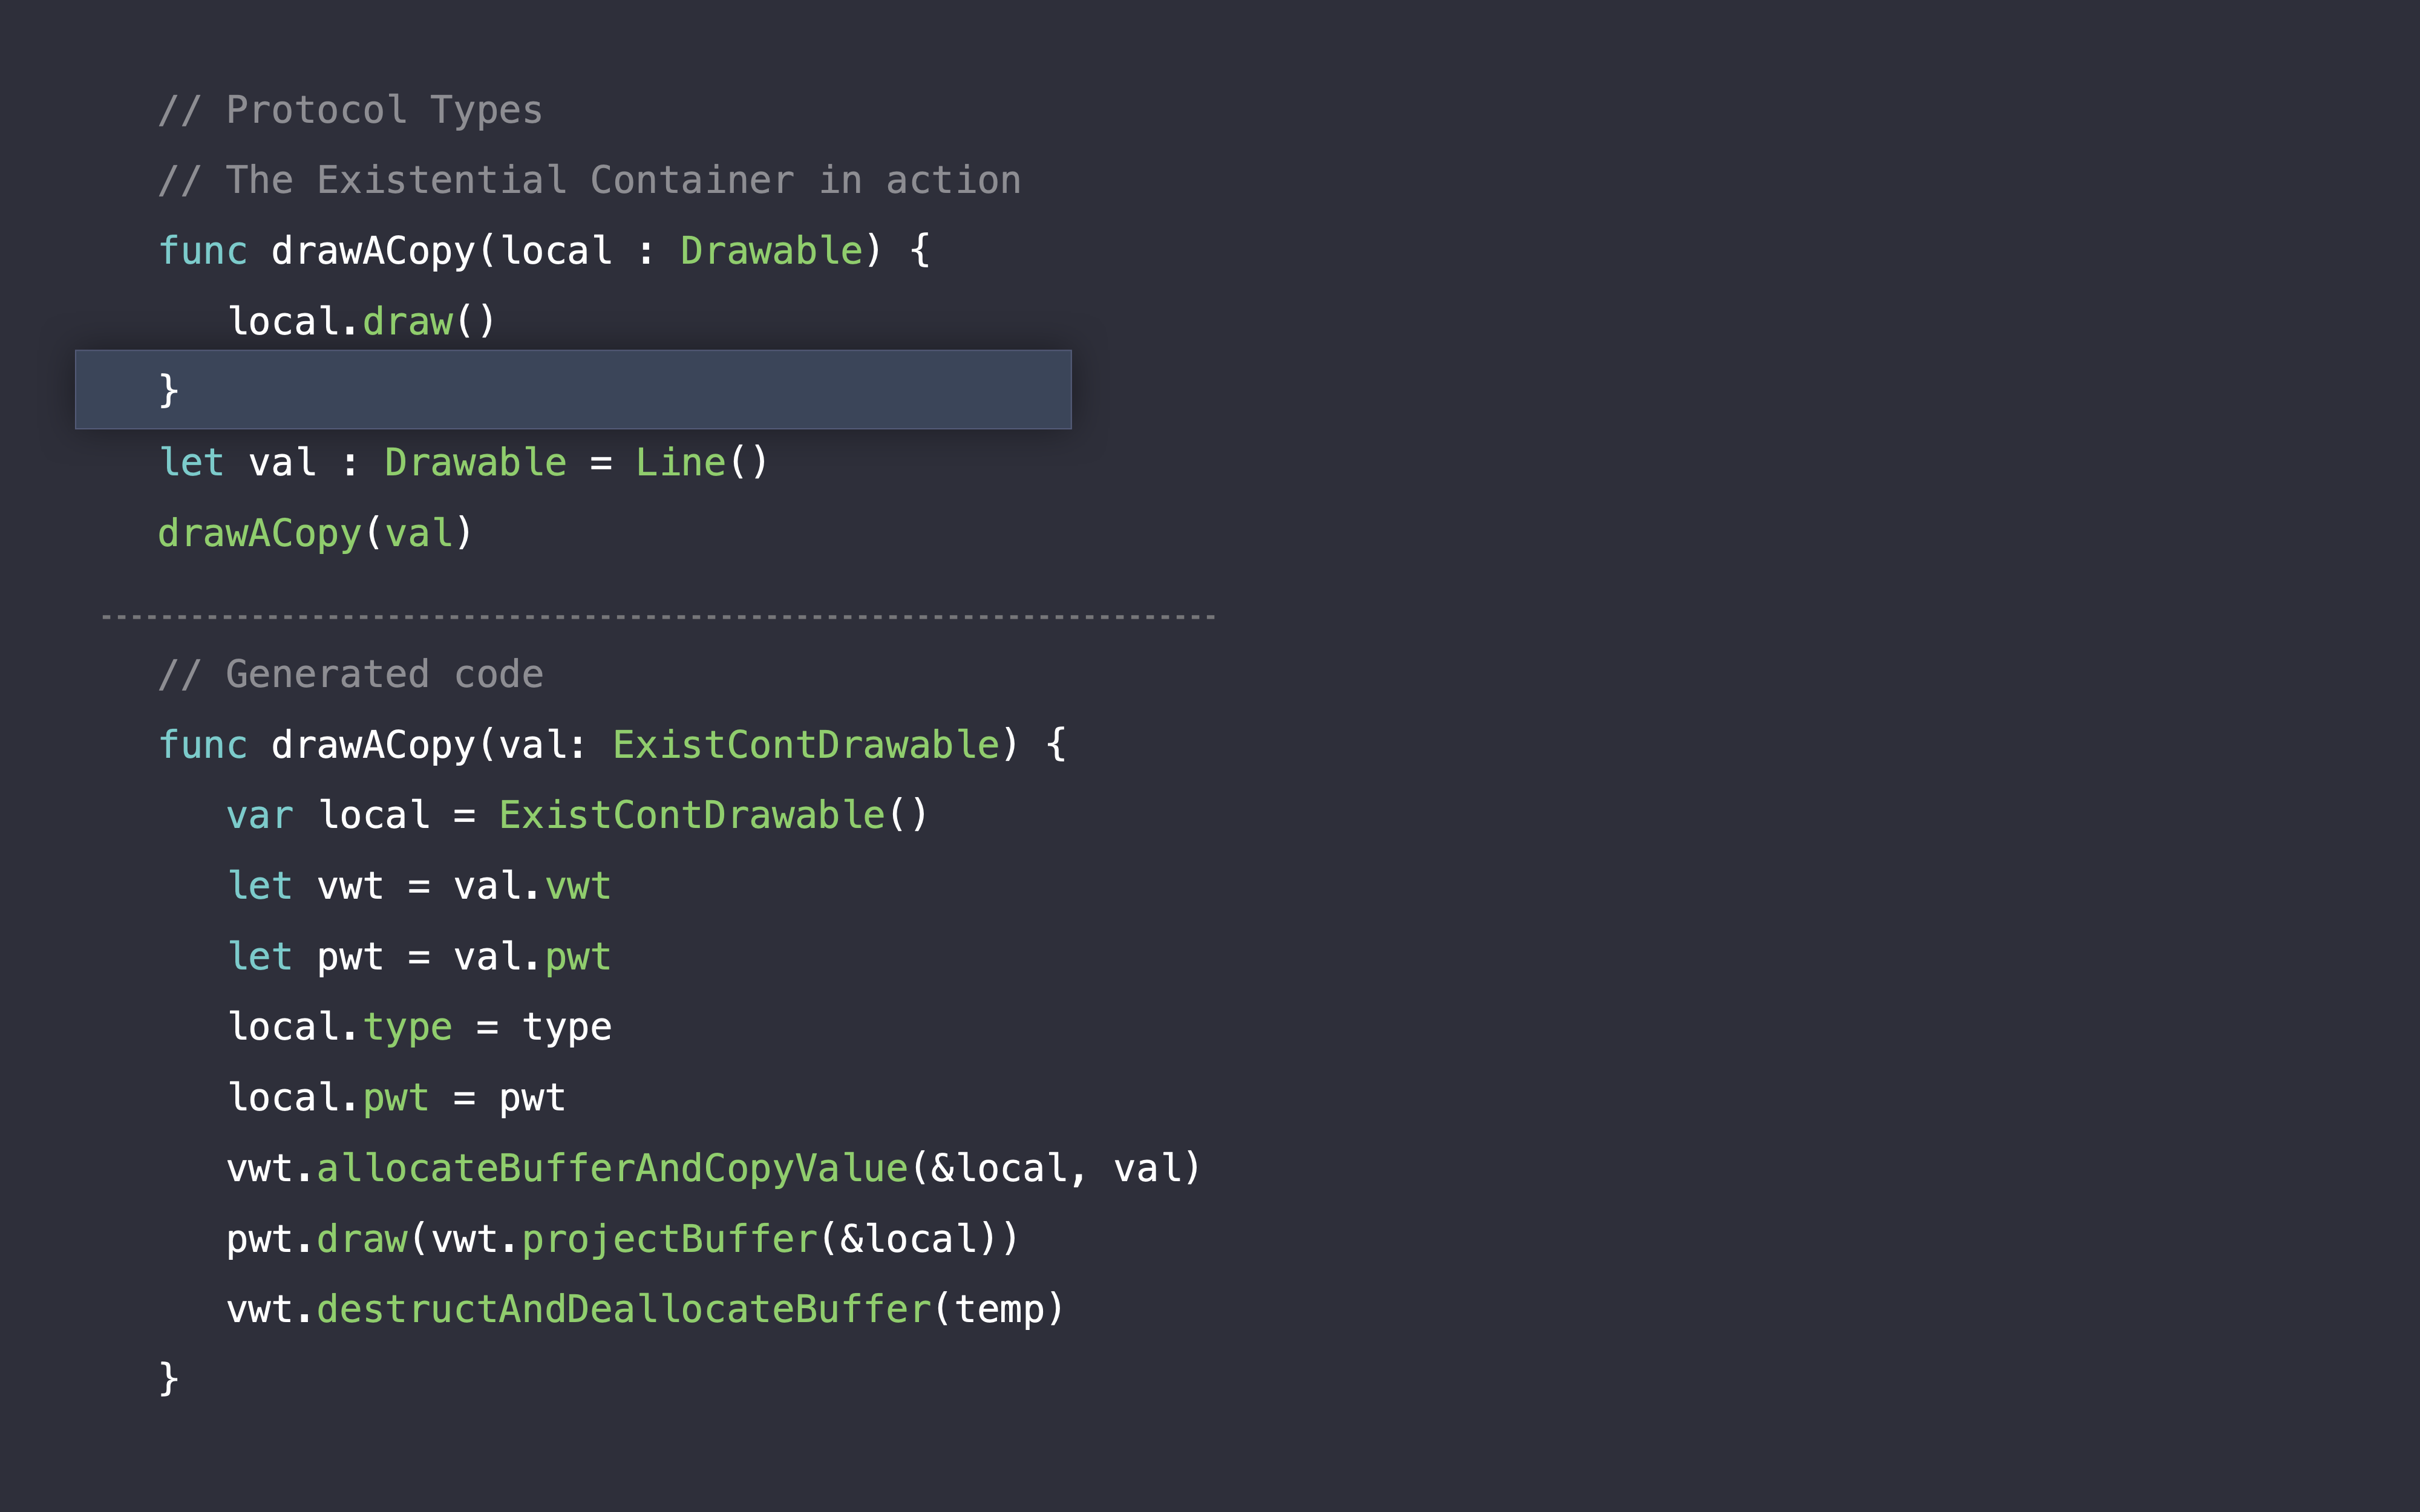 // Protocol Types
// The Existential Container in action
func drawACopy(local : Drawable) {
   local.draw()
}
let val : Drawable = Line()
drawACopy(val)
// Generated code
func drawACopy(val: ExistContDrawable) {
   var local = ExistContDrawable()
   let vwt = val.vwt
   let pwt = val.pwt
   local.type = type
   local.pwt = pwt
   vwt.allocateBufferAndCopyValue(&local, val)
   pwt.draw(vwt.projectBuffer(&local))
   vwt.destructAndDeallocateBuffer(temp)
}